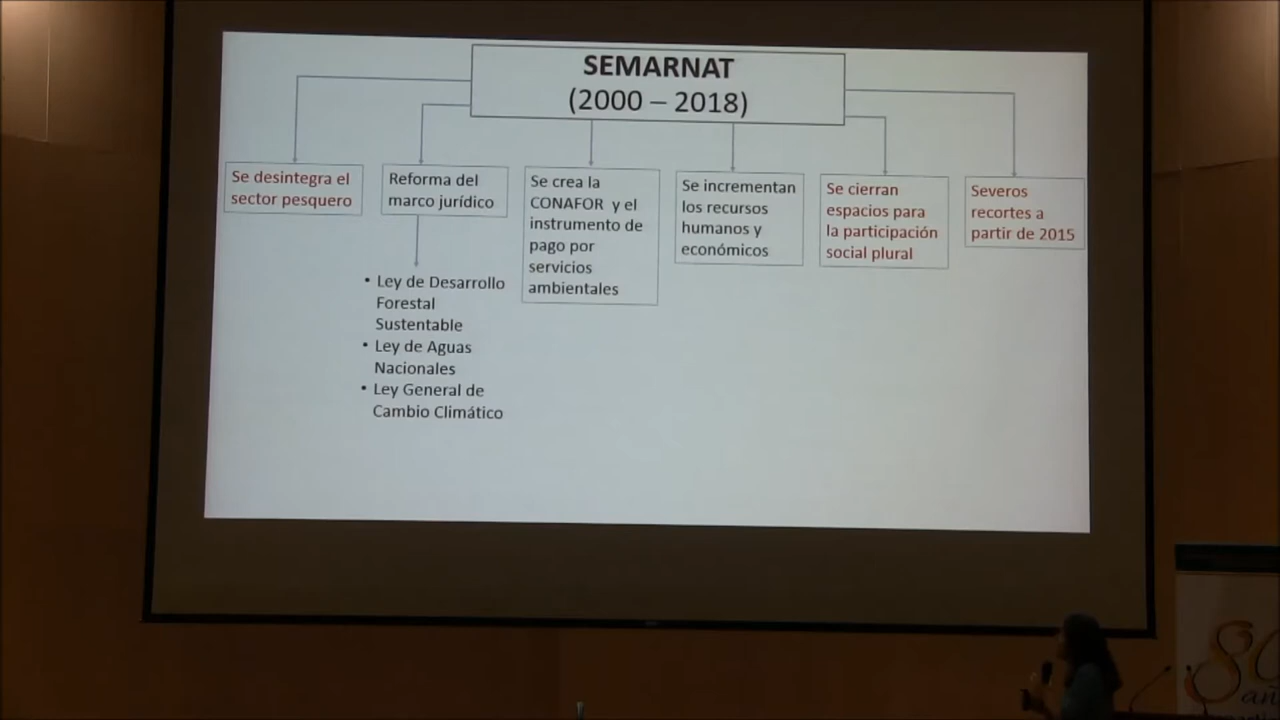 SEMARNAT
(2000 – 2018)
Se desintegra el
sector pesquero
Reforma del
marco jurídico
• Ley de Desarrollo
Forestal
Sustentable
• Ley de Aguas
Nacionales
• Ley General de
Cambio Climático
Se crea la
CONAFOR y el
instrumento de
pago por
servicios
ambientales
Se incrementan
los recursos
humanos y
económicos
Se cierran
espacios para
la participación
social plural
Severos
recortes a
partir de 2015